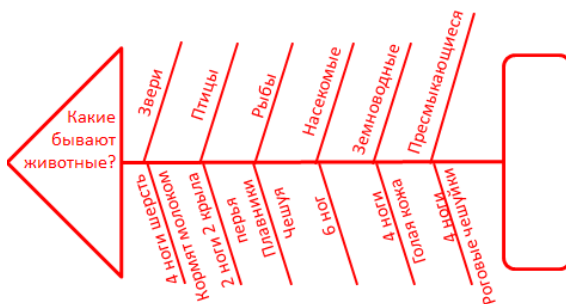 Какие
бывают
животные?
Звери
Птицы
Рыбы
Насекомые
Земноводные
Пресмыкающиеся
4 ноги шерсть
Кормят молоком
2 ноги 2 крыла
перья
Плавники
Чешуя
6 ног
4 ноги
Голая кожа
4 ноги
Роговые чешуйки